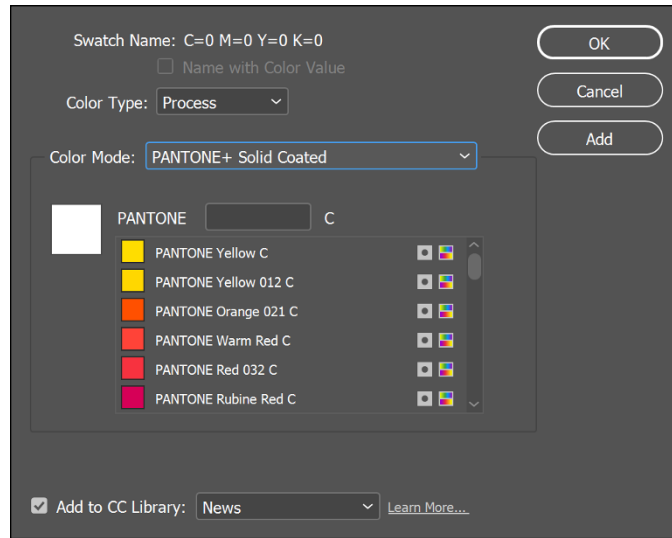 Swatch Name: C=0 M=0 Y=0 K=0
OK
Name with Color Value
Color Type: Process
Cancel
Add
Color Mode: PANTONE+ Solid Coated
PANTONE C
PANTONE Yellow C
PANTONE Yellow 012 C
PANTONE Orange 021 C
PANTONE Warm Red C
PANTONE Red 032 C
PANTONE Rubine Red C
Add to CC Library: News Learn More...